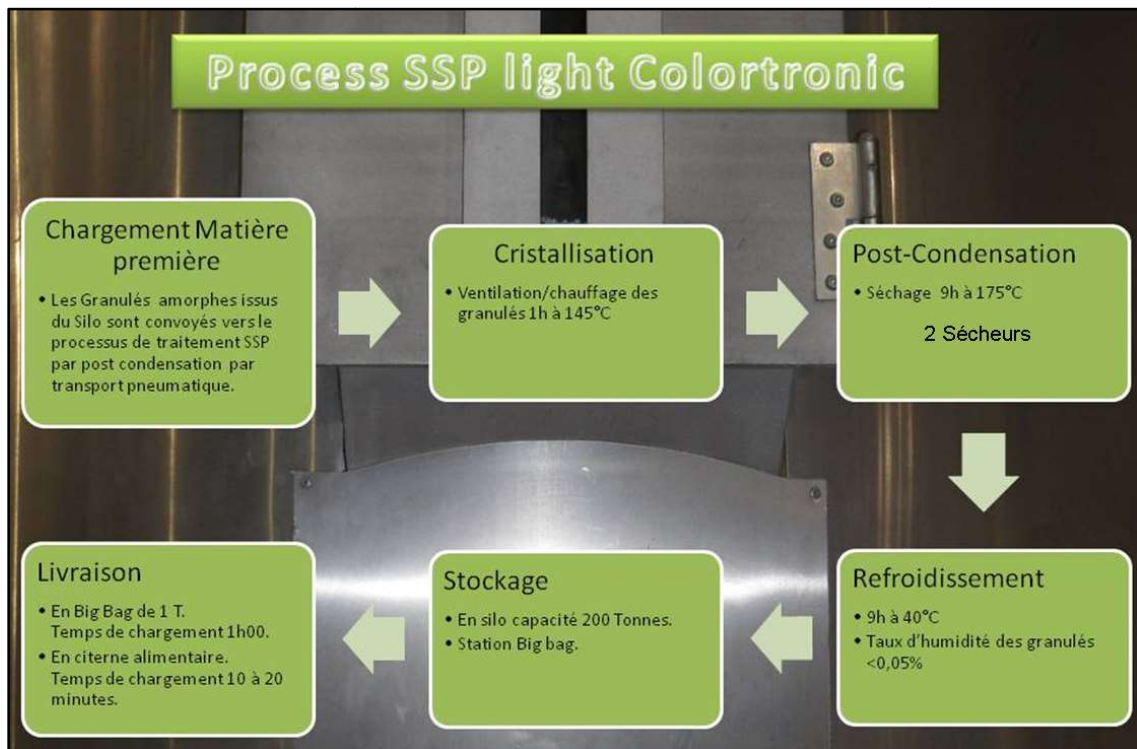 Process SSP light Colortronic
Chargement Matière
première
• Les Granulés amorphes issus
du Silo sont convoyés vers le
processus de traitement SSP
par post condensation par
transport pneumatique.
Cristallisation
• Ventilation/chauffage des
granulés 1h à 145°C
Post-Condensation
• Séchage 9h à 175°C
2 Sécheurs
Refroidissement
• 9h à 40°C
• Taux d'humidité des granulés
<0,05%
Stockage
• En silo capacité 200 Tonnes.
• Station Big bag.
Livraison
• En Big Bag de 1 T.
Temps de chargement 1h00.
• En citerne alimentaire.
Temps de chargement 10 à 20
minutes.